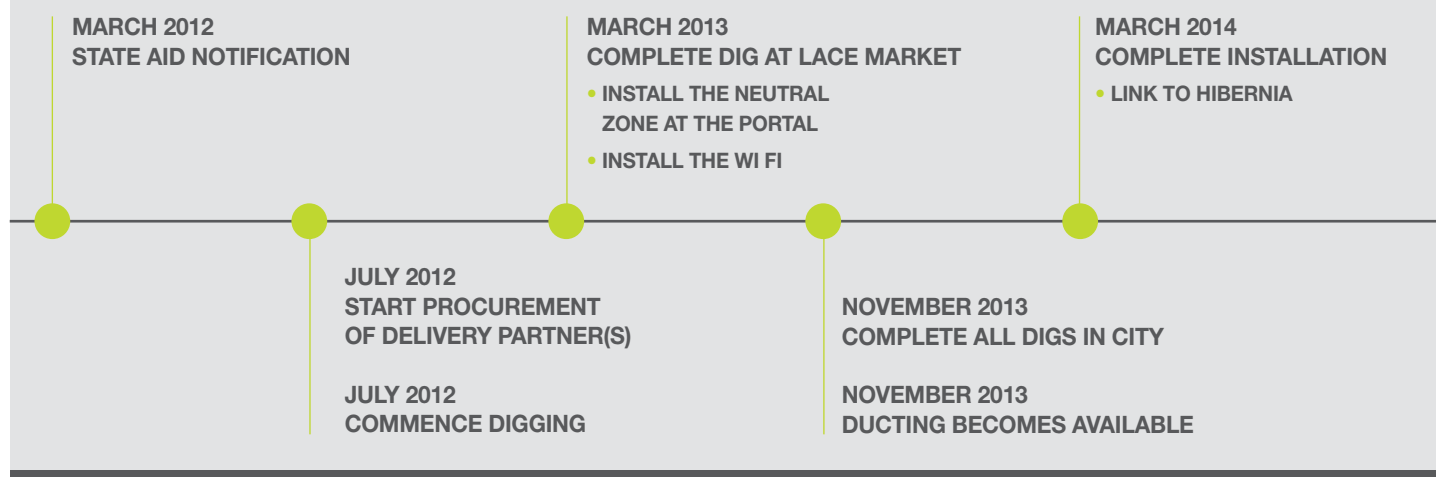 MARCH 2012
STATE AID NOTIFICATION
MARCH 2013
COMPLETE DIG AT LACE MARKET
• INSTALL THE NEUTRAL
ZONE AT THE PORTAL
• INSTALL THE WI FI
MARCH 2014
COMPLETE INSTALLATION
• LINK TO HIBERNIA
JULY 2012
START PROCUREMENT
OF DELIVERY PARTNER(S)
JULY 2012
COMMENCE DIGGING
NOVEMBER 2013
COMPLETE ALL DIGS IN CITY
NOVEMBER 2013
DUCTING BECOMES AVAILABLE